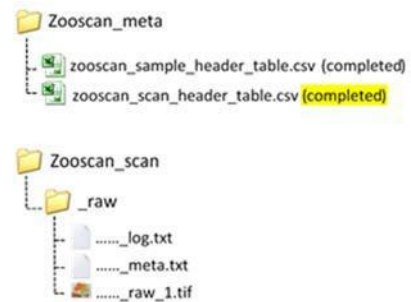 Zooscan_meta
zooscan_sample_header_table.csv (completed)
zooscan_scan_header_table.csv (completed)
Zooscan_scan
_raw
......_log.txt
......_meta.txt
......_raw_1.tif